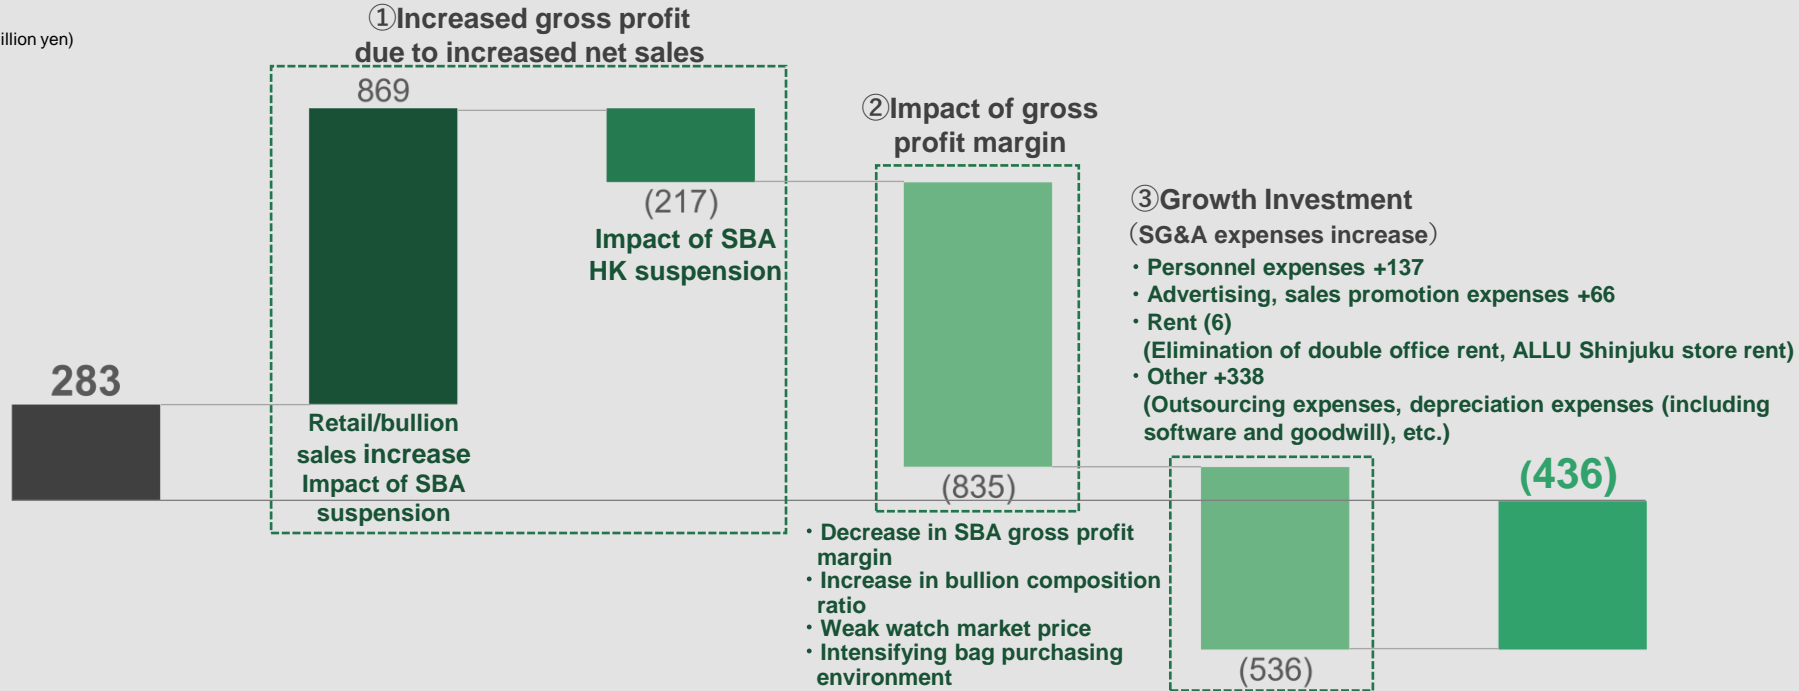 illion yen)
①Increased gross profit
due to increased net sales
869
(217)
Impact of SBA
HK suspension
283
Retail/bullion
sales increase
Impact of SBA
suspension
②Impact of gross
profit margin
(835)
・Decrease in SBA gross profit
margin
・Increase in bullion composition
ratio
・Weak watch market price
・Intensifying bag purchasing
environment
③Growth Investment
（SG&A expenses increase）
・Personnel expenses +137
・Advertising, sales promotion expenses +66
・Rent (6)
(Elimination of double office rent, ALLU Shinjuku store rent)
・Other +338
(Outsourcing expenses, depreciation expenses (including
software and goodwill), etc.)
(536)
(436)